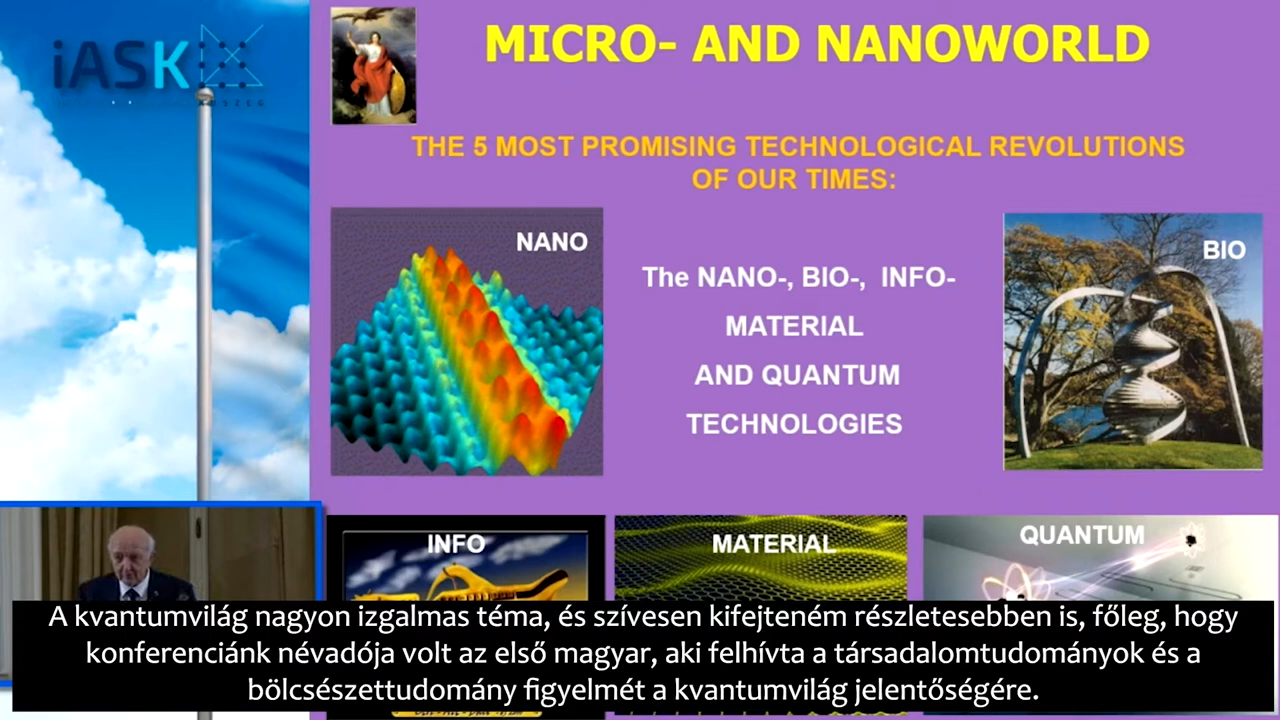 iASK
KŐSZEG
MICRO- AND NANOWORLD
THE 5 MOST PROMISING TECHNOLOGICAL REVOLUTIONS
OF OUR TIMES:
NANO
The NANO-, BIO-, INFO-
MATERIAL
AND QUANTUM
TECHNOLOGIES
BIO
INFO
MATERIAL
QUANTUM
A kvantumvilág nagyon izgalmas téma, és szívesen kifejteném részletesebben is, főleg, hogy
konferenciánk névadója volt az első magyar, aki felhívta a társadalomtudományok és a
bölcsészettudomány figyelmét a kvantumvilág jelentőségére.